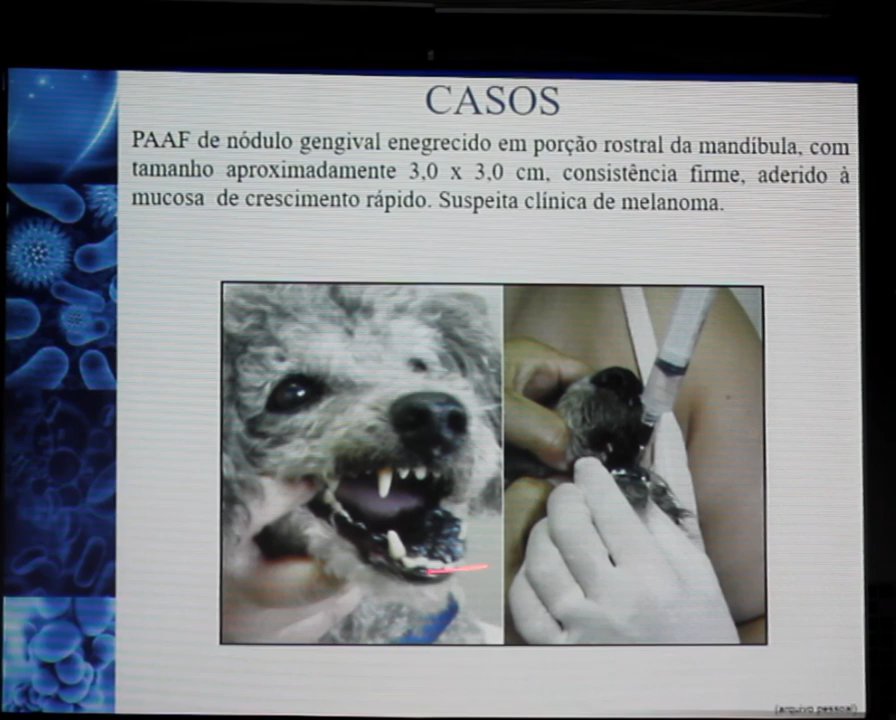 CASOS
PAAF de nódulo gengival enegrecido em porção rostral da mandíbula, com
tamanho aproximadamente 3,0 x 3,0 cm, consistência firme, aderido à
mucosa de crescimento rápido. Suspeita clínica de melanoma.
(arquivo pessoal)